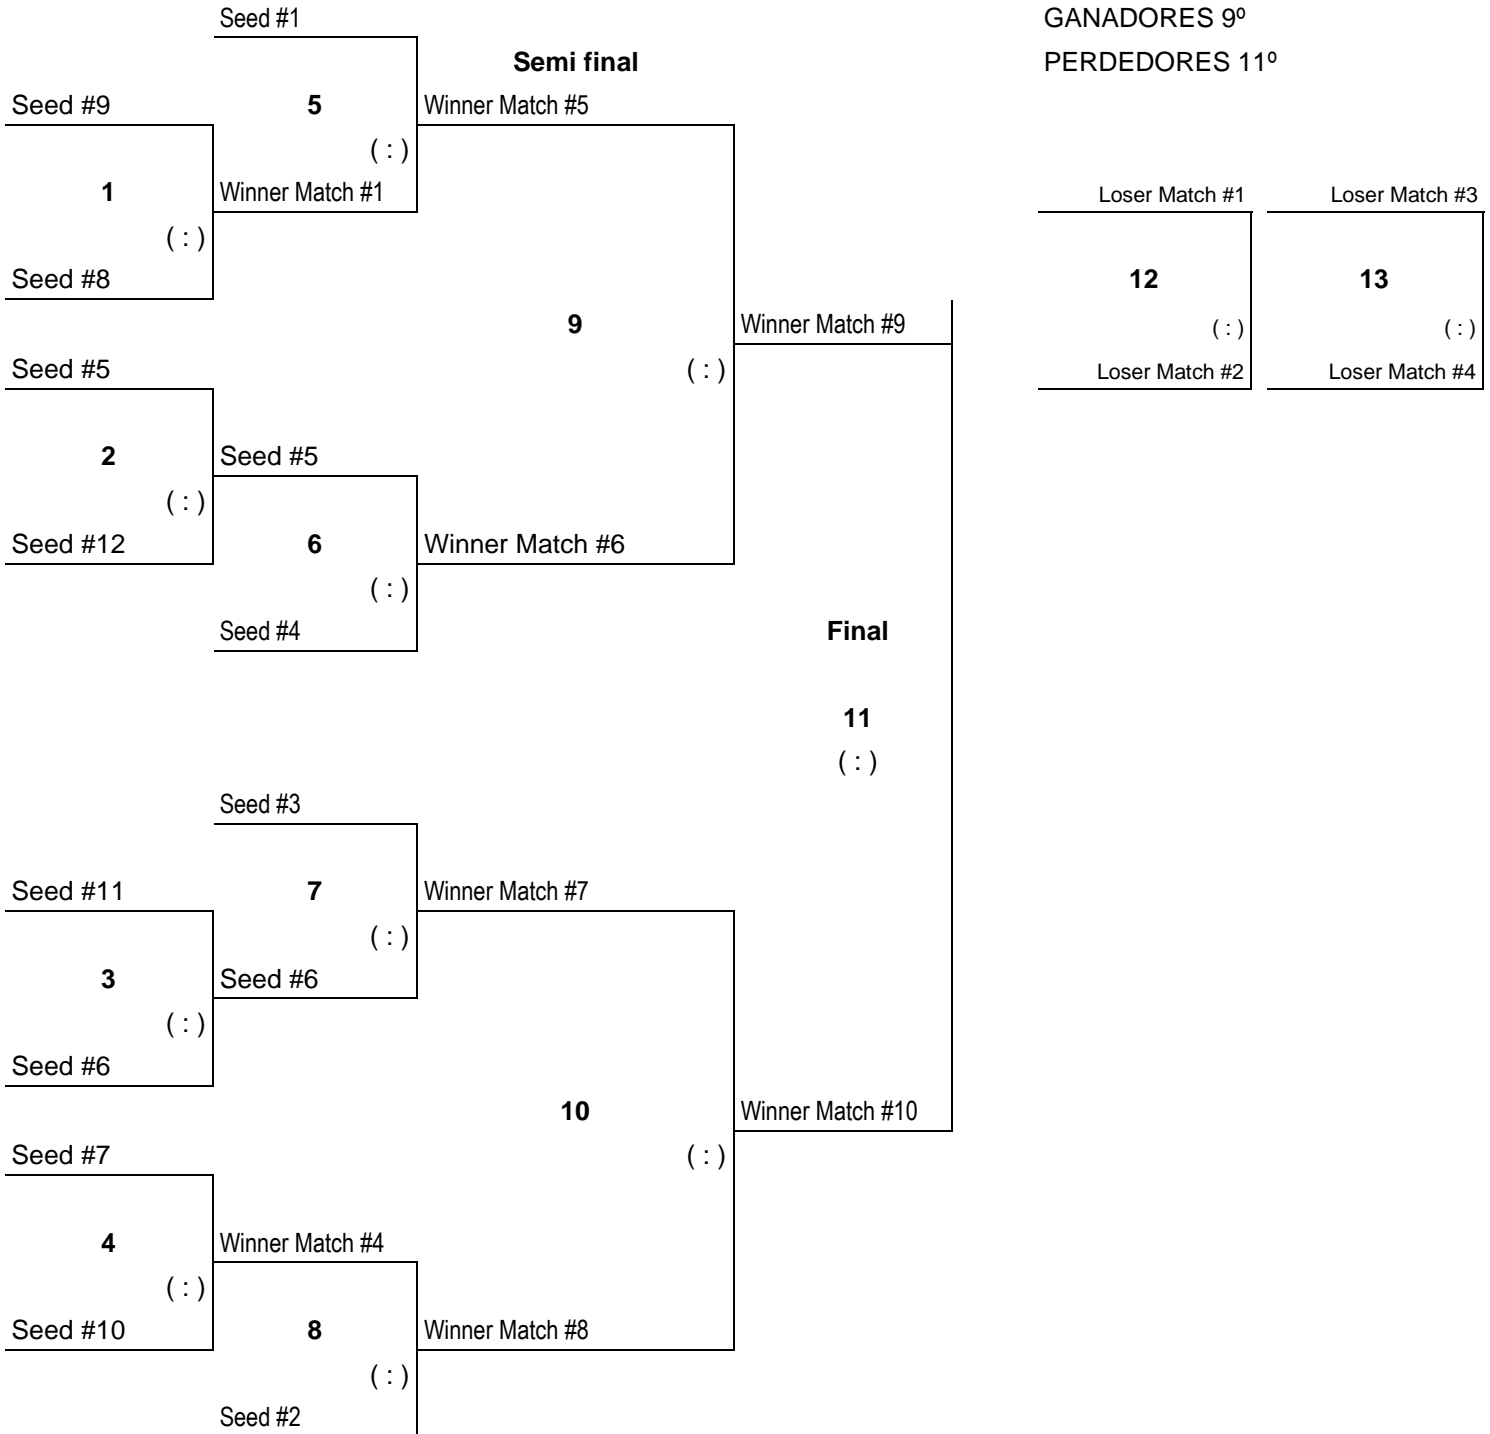 Seed #1
GANADORES 9º
Semi final
PERDEDORES 11º
Seed #9
5
Winner Match #5
( : )
1
Winner Match #1
Loser Match #1
Loser Match #3
( : )
Seed #8
12
13
9
Winner Match #9
( : )
( : )
Seed #5
( : )
Loser Match #2
Loser Match #4
2
Seed #5
( : )
Seed #12
6
Winner Match #6
( : )
Seed #4
Final
11
( : )
Seed #3
Seed #11
7
Winner Match #7
( : )
3
Seed #6
( : )
Seed #6
10
Winner Match #10
Seed #7
( : )
4
Winner Match #4
( : )
Seed #10
8
Winner Match #8
( : )
Seed #2